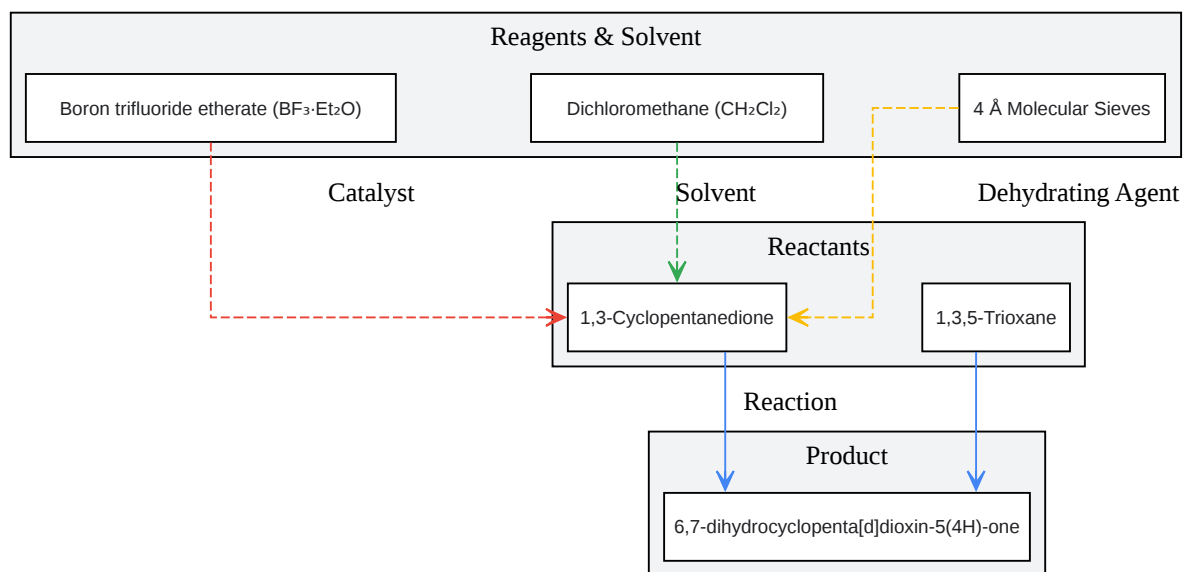 Reagents & Solvent
Boron trifluoride etherate (BF₃·Et₂O)
Dichloromethane (CH₂Cl₂)
4 Å Molecular Sieves
Catalyst
Solvent
Dehydrating Agent
Reactants
1,3-Cyclopentanedione
1,3,5-Trioxane
Reaction
Product
6,7-dihydrocyclopenta[d]dioxin-5(4H)-one